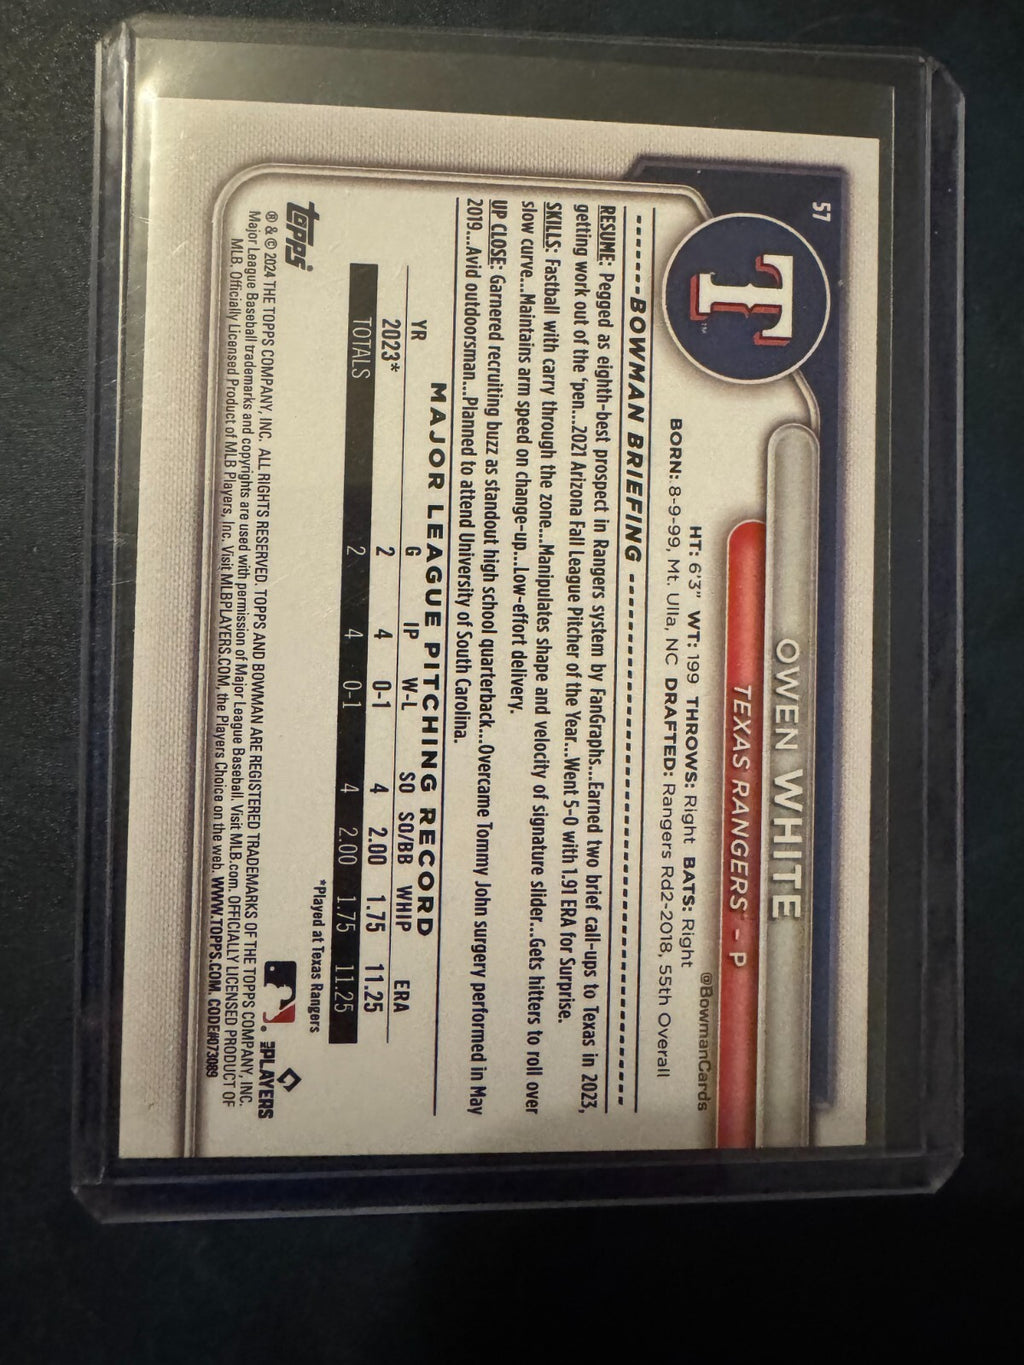 57
T
TM
OWEN WHITE
TEXAS RANGERS™ - P
@BowmanCards
HT: 6'3" WT: 199 THROWS: Right BATS: Right
BORN: 8-9-99, Mt. Ulla, NC DRAFTED: Rangers Rd2-2018, 55th Overall
BOWMAN BRIEFING
RESUME: Pegged as eighth-best prospect in Rangers system by FanGraphs...Earned two brief call-ups to Texas in 2023,
getting work out of the 'pen...2021 Arizona Fall League Pitcher of the Year...Went 5-0 with 1.91 ERA for Surprise.
SKILLS: Fastball with carry through the zone...Manipulates shape and velocity of signature slider...Gets hitters to roll over
slow curve...Maintains arm speed on change-up...Low-effort delivery.
UP CLOSE: Garnered recruiting buzz as standout high school quarterback...Overcame Tommy John surgery performed in May
2019...Avid outdoorsman...Planned to attend University of South Carolina.
MAJOR LEAGUE PITCHING RECORD
YR G IP W-L SO SO/BB WHIP ERA
2023* 2 4 0-1 4 2.00 1.75 11.25
TOTALS 2 4 0-1 4 2.00 1.75 11.25
*Played at Texas Rangers
topps
MLB PLAYERS
® & © 2024 THE TOPPS COMPANY, INC. ALL RIGHTS RESERVED. TOPPS AND BOWMAN ARE REGISTERED TRADEMARKS OF THE TOPPS COMPANY, INC.
Major League Baseball trademarks and copyrights are used with permission of Major League Baseball. Visit MLB.com. OFFICIALLY LICENSED PRODUCT OF
MLB. Officially Licensed Product of MLB Players, Inc. Visit MLBPLAYERS.COM, the Players Choice on the web. WWW.TOPPS.COM. CODE#073089